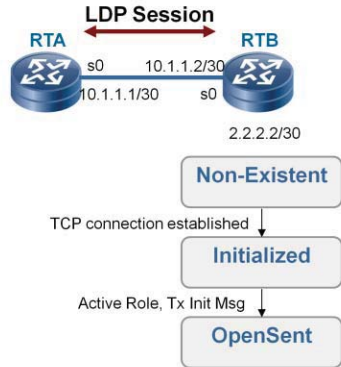 LDP Session
RTA
RTB
s0
10.1.1.2/30
10.1.1.1/30
s0
2.2.2.2/30
Non-Existent
TCP connection established
Initialized
Active Role, Tx Init Msg
OpenSent